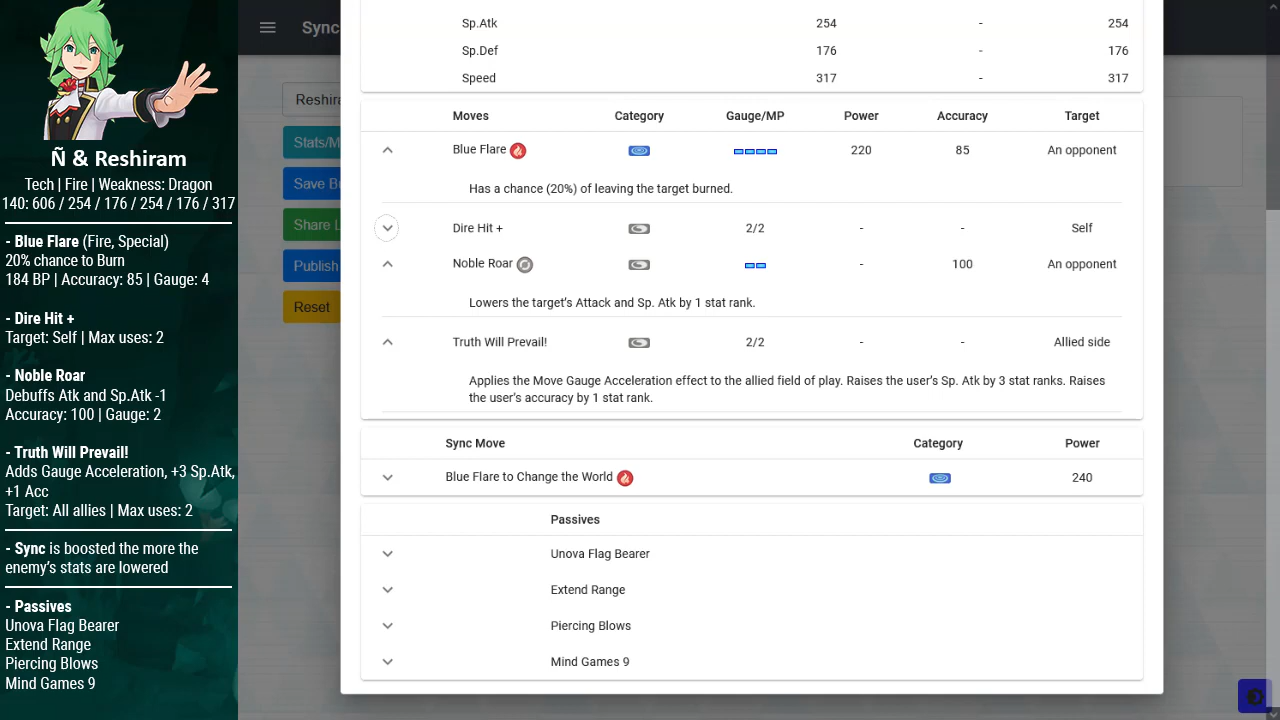 Ñ & Reshiram
Tech | Fire | Weakness: Dragon
140: 606 / 254 / 176 / 254 / 176 / 317
- Blue Flare (Fire, Special)
20% chance to Burn
184 BP | Accuracy: 85 | Gauge: 4
- Dire Hit +
Target: Self | Max uses: 2
- Noble Roar
Debuffs Atk and Sp.Atk -1
Accuracy: 100 | Gauge: 2
- Truth Will Prevail!
Adds Gauge Acceleration, +3 Sp.Atk,
+1 Acc
Target: All allies | Max uses: 2
- Sync is boosted the more the
enemy's stats are lowered
- Passives
Unova Flag Bearer
Extend Range
Piercing Blows
Mind Games 9
Sync
Reshira
Stats/M
Save B
Share L
Publish
Reset
Sp.Atk 254 - 254
Sp.Def 176 - 176
Speed 317 - 317
Moves Category Gauge/MP Power Accuracy Target
Blue Flare 220 85 An opponent
Has a chance (20%) of leaving the target burned.
Dire Hit + 2/2 - - Self
Noble Roar - 100 An opponent
Lowers the target's Attack and Sp. Atk by 1 stat rank.
Truth Will Prevail! 2/2 - - Allied side
Applies the Move Gauge Acceleration effect to the allied field of play. Raises the user's Sp. Atk by 3 stat ranks. Raises
the user's accuracy by 1 stat rank.
Sync Move Category Power
Blue Flare to Change the World 240
Passives
Unova Flag Bearer
Extend Range
Piercing Blows
Mind Games 9